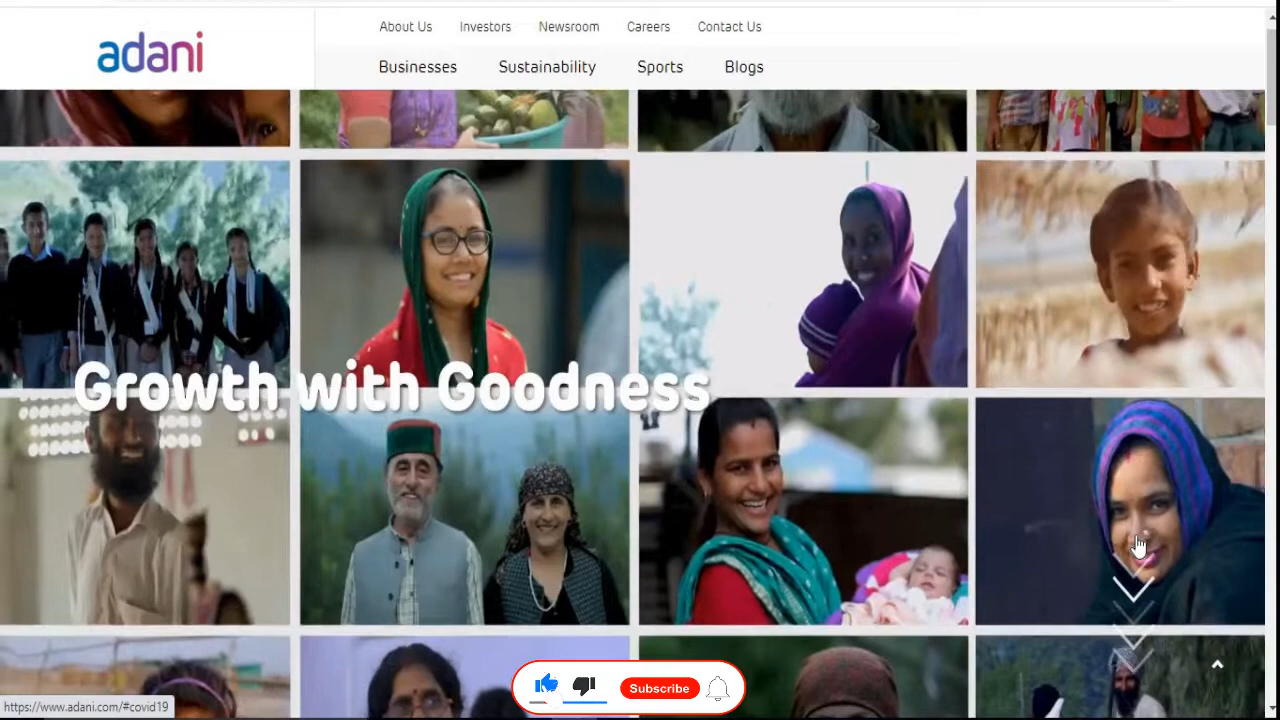 adani
About Us Investors Newsroom Careers Contact Us
Businesses Sustainability Sports Blogs
Growth with Goodness
Subscribe
https://www.adani.com/#covid19